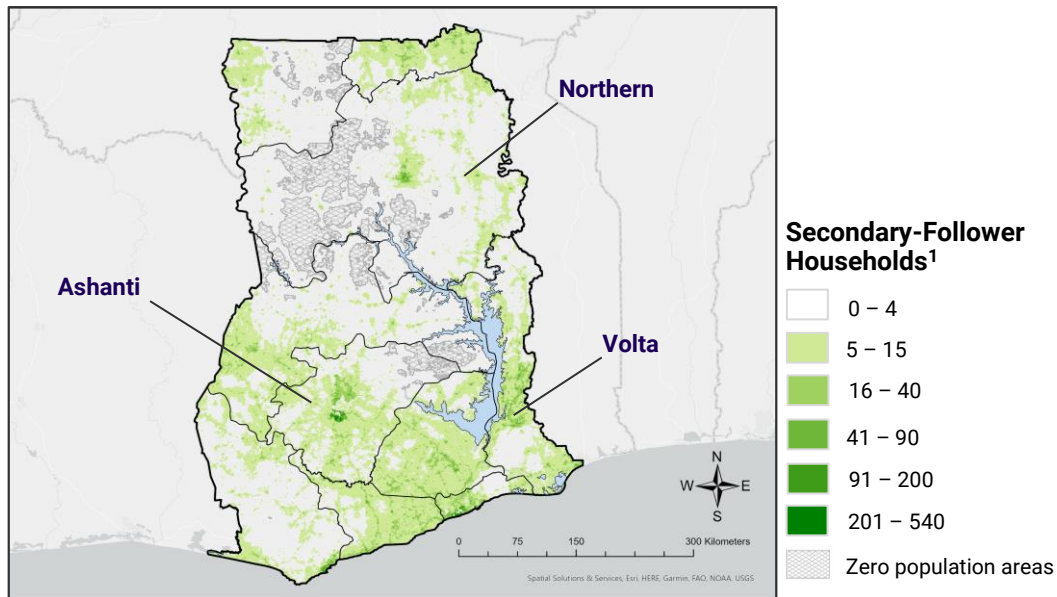 Northern
Ashanti
Volta
N
W E
S
0 75 150 300 Kilometers
Spatial Solutions & Services, Esri, HERE, Garmin, FAO, NOAA, USGS
Secondary-Follower
Households¹
0 – 4
5 – 15
16 – 40
41 – 90
91 – 200
201 – 540
Zero population areas